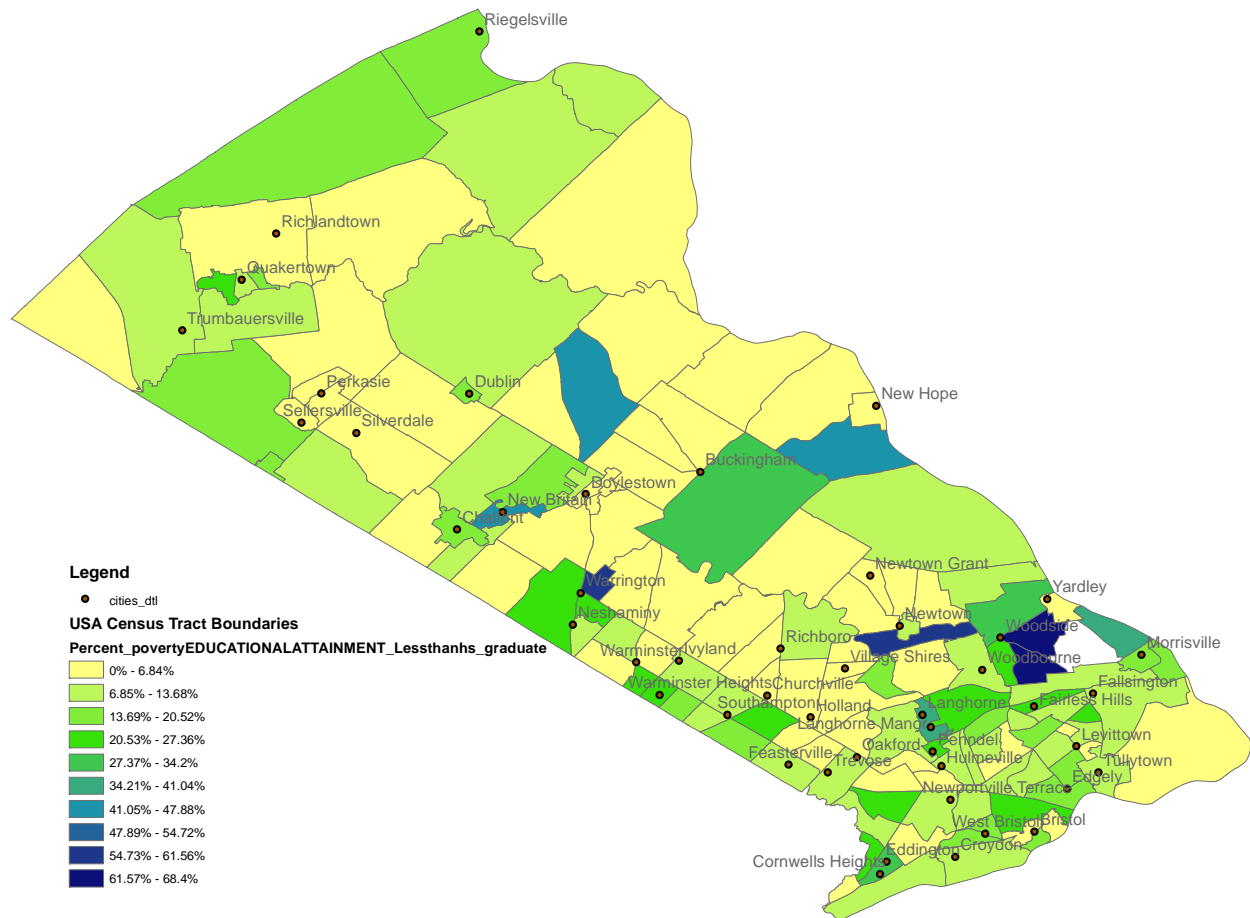 Riegelsville
Richlandtown
Quakertown
Trumbauersville
Perkasie
Dublin
Sellersville
Silverdale
New Hope
Buckingham
Doylestown
New Britain
Chalfont
Newtown Grant
Warrington
Yardley
Neshaminy
Newtown
Woodside
Richboro
Morrisville
Warminster
Ivyland
Village Shires
Woodbourne
Warminster Heights
Churchville
Fallsington
Southampton
Holland
Langhorne
Fairless Hills
Langhorne Mano
Penndel
Levittown
Feasterville
Oakford
Trevose
Hulmeville
Tullytown
Edgely
Newportville Terrace
West Bristol
Bristol
Croydon
Eddington
Cornwells Heights
Legend
cities_dtl
USA Census Tract Boundaries
Percent_povertyEDUCATIONALATTAINMENT_Lessthanhs_graduate
0% - 6.84%
6.85% - 13.68%
13.69% - 20.52%
20.53% - 27.36%
27.37% - 34.2%
34.21% - 41.04%
41.05% - 47.88%
47.89% - 54.72%
54.73% - 61.56%
61.57% - 68.4%